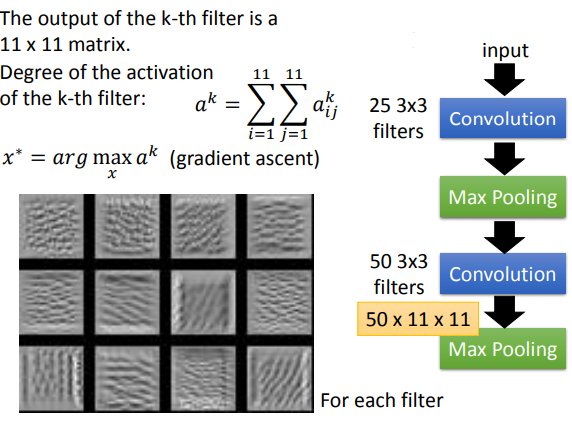 The output of the k-th filter is a
11 x 11 matrix.
Degree of the activation
of the k-th filter:
a^k = \sum_{i=1}^{11} \sum_{j=1}^{11} a_{ij}^k
x^* = arg max_x a^k (gradient ascent)
input
25 3x3
filters
Convolution
Max Pooling
50 3x3
filters
Convolution
50 x 11 x 11
Max Pooling
For each filter